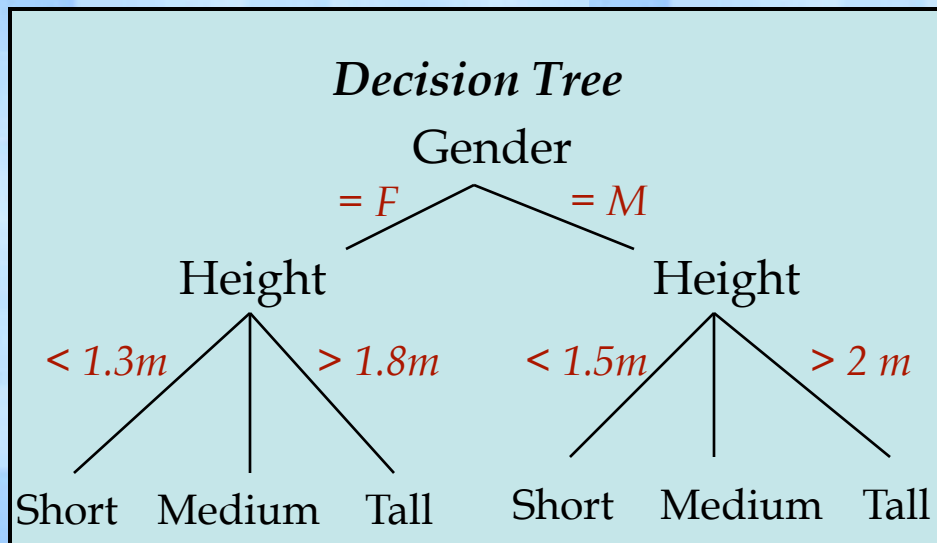 Decision Tree
Gender
= F = M
Height Height
< 1.3m > 1.8m < 1.5m > 2 m
Short Medium Tall Short Medium Tall